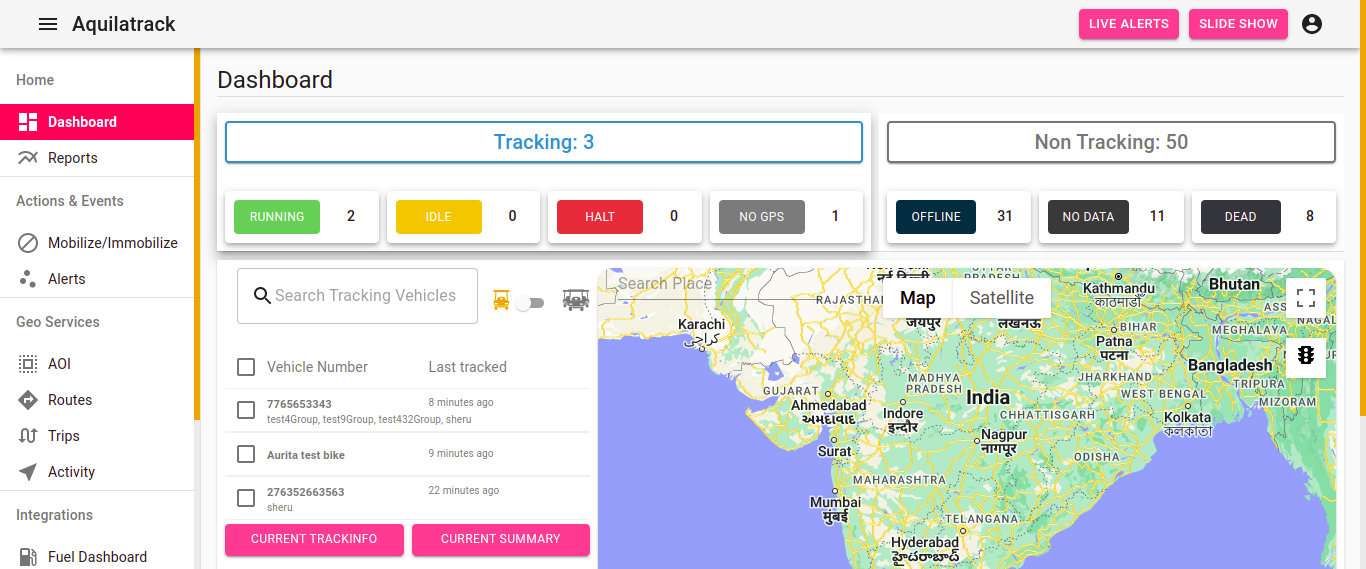 Aquilatrack
LIVE ALERTS
SLIDE SHOW
Home
Dashboard
Reports
Actions & Events
Mobilize/Immobilize
Alerts
Geo Services
AOI
Routes
Trips
Activity
Integrations
Fuel Dashboard
Dashboard
Tracking: 3
Non Tracking: 50
RUNNING 2
IDLE 0
HALT 0
NO GPS 1
OFFLINE 31
NO DATA 11
DEAD 8
Search Tracking Vehicles
Vehicle Number Last tracked
7765653343 8 minutes ago
test4Group, test9Group, test432Group, sheru
Aurita test bike 9 minutes ago
276352663563 22 minutes ago
sheru
CURRENT TRACKINFO
CURRENT SUMMARY
Search Place
Map
Satellite
Kathmandu
काठमाडौं
Bhutan
Karachi
کراچی
जयपुर
लखनऊ
BIHAR
MEGHALAYA
Patna
पटना
Bangladesh
GUJARAT
MADHYA
PRADESH
JHARKHAND
TRIPURA
MIZORAM
Ahmedabad
અમદાવાદ
India
Indore
इन्दौर
CHHATTISGARH
WEST BENGAL
Kolkata
কলকাতা
Nagpur
नागपूर
Surat
ODISHA
MAHARASHTRA
Mumbai
मुंबई
TELANGANA
Hyderabad
హైదరాబాద్